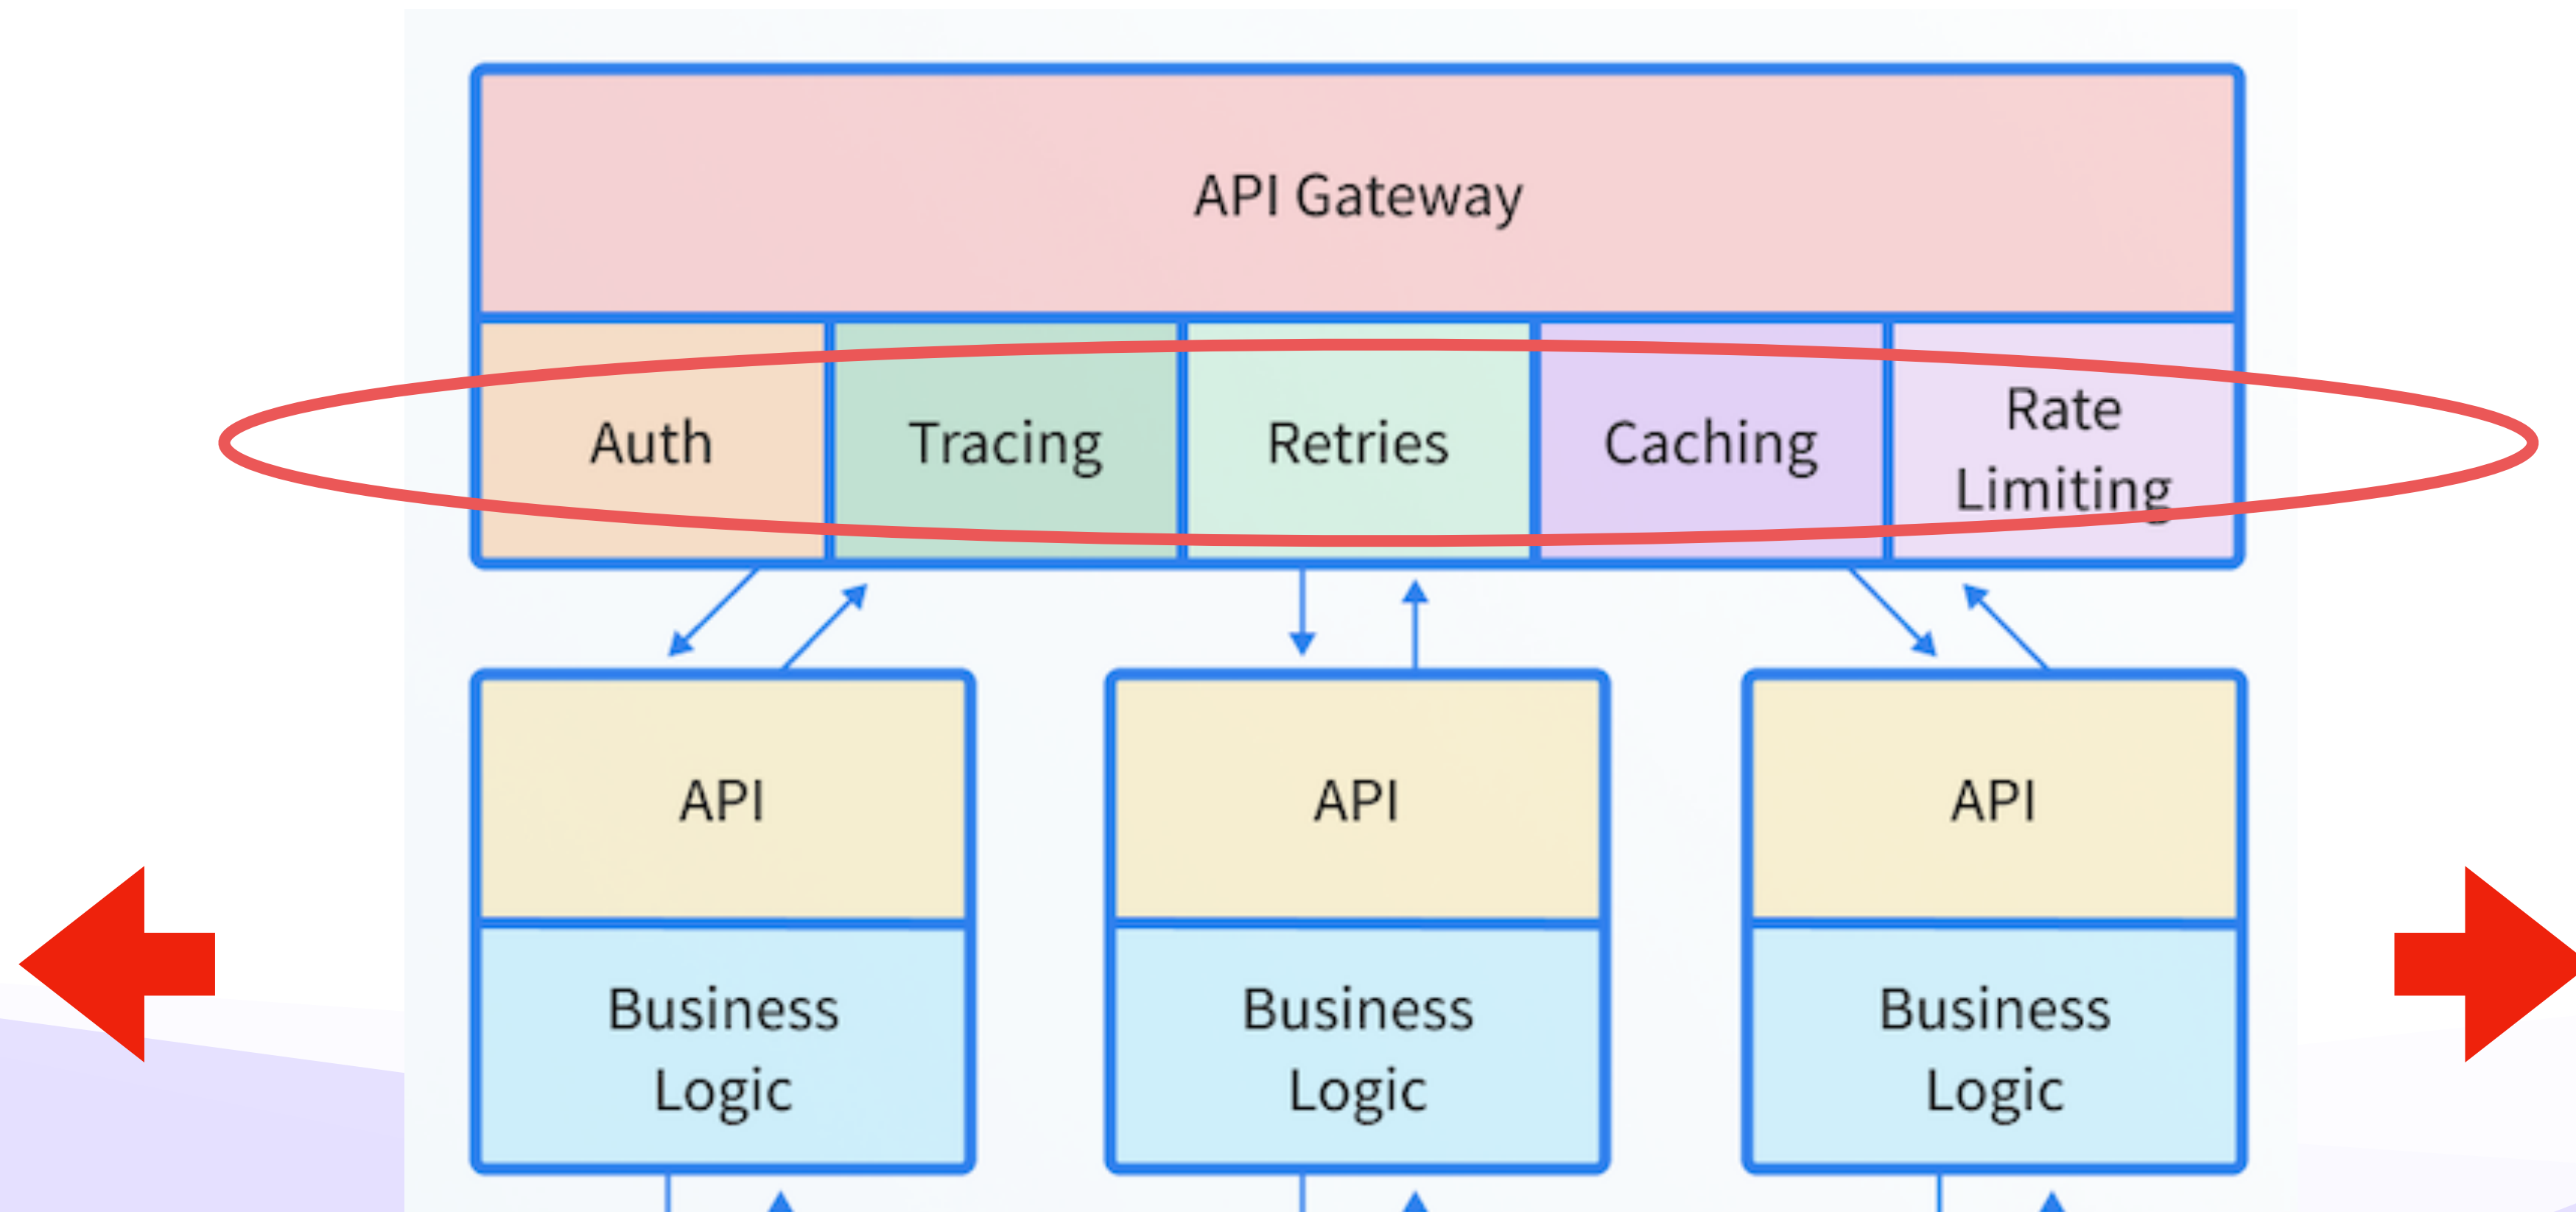 API Gateway
Auth
Tracing
Retries
Caching
Rate
Limiting
API
API
API
Business
Logic
Business
Logic
Business
Logic